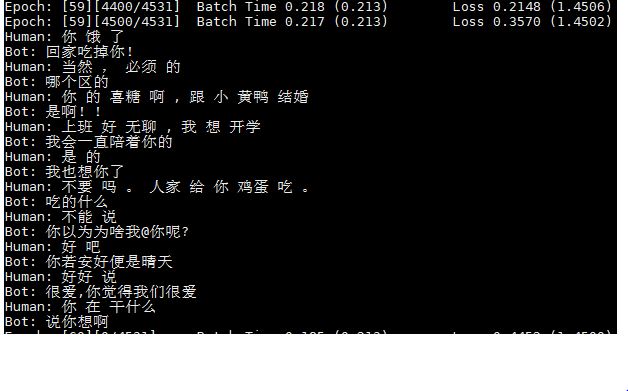 Epoch: [59][4400/4531]  Batch Time 0.218 (0.213)        Loss 0.2148 (1.4506)
Epoch: [59][4500/4531]  Batch Time 0.217 (0.213)        Loss 0.3570 (1.4502)
Human: 你 饿 了
Bot: 回家吃掉你！
Human: 当然 ， 必须 的
Bot: 哪个区的
Human: 你 的 喜糖 啊 ，跟 小 黄鸭 结婚
Bot: 是啊！！
Human: 上班 好 无聊 ，我 想 开学
Bot: 我会一直陪着你的
Human: 是 的
Bot: 我也想你了
Human: 不要 吗 。 人家 给 你 鸡蛋 吃 。
Bot: 吃的什么
Human: 不能 说
Bot: 你以为为啥我@你呢?
Human: 好 吧
Bot: 你若安好便是晴天
Human: 好好 说
Bot: 很爱,你觉得我们很爱
Human: 你 在 干什么
Bot: 说你想啊